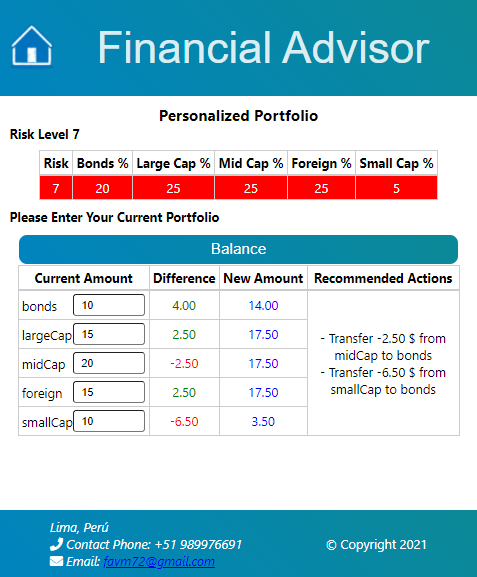 Financial Advisor
Personalized Portfolio
Risk Level 7
Risk Bonds % Large Cap % Mid Cap % Foreign % Small Cap %
7 20 25 25 25 5
Please Enter Your Current Portfolio
Balance
Current Amount Difference New Amount Recommended Actions
bonds 10 4.00 14.00
largeCap 15 2.50 17.50
midCap 20 -2.50 17.50
foreign 15 2.50 17.50
smallCap 10 -6.50 3.50
- Transfer -2.50 $ from
midCap to bonds
- Transfer -6.50 $ from
smallCap to bonds
Lima, Perú
Contact Phone: +51 989976691
Email: favm72@gmail.com
© Copyright 2021